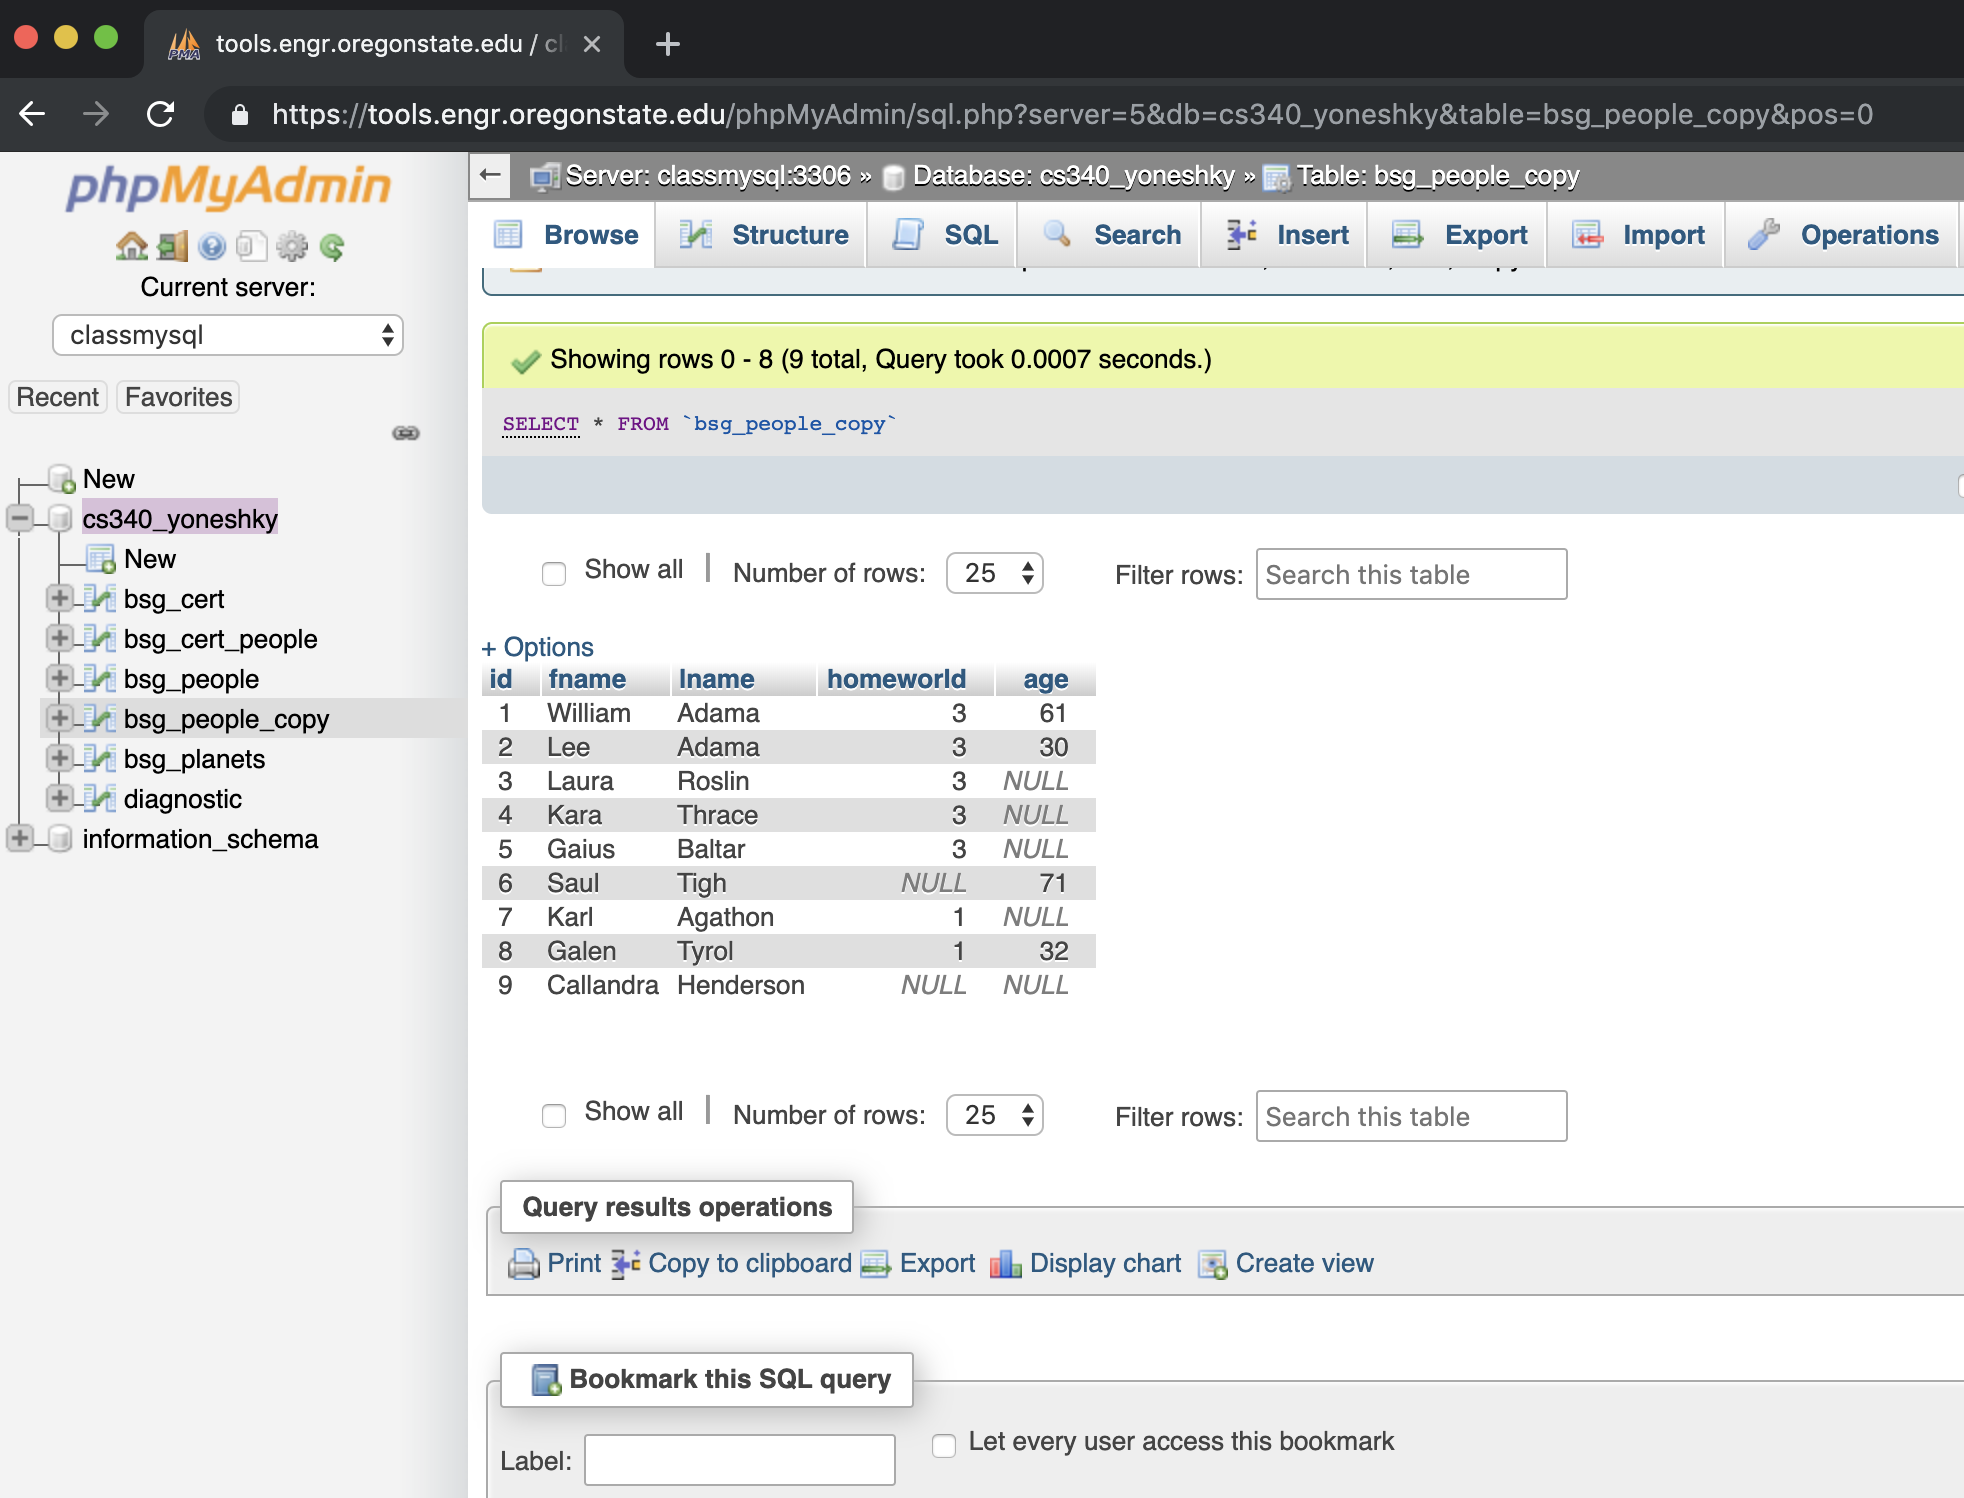 tools.engr.oregonstate.edu / cl
https://tools.engr.oregonstate.edu/phpMyAdmin/sql.php?server=5&db=cs340_yoneshky&table=bsg_people_copy&pos=0
phpMyAdmin
Current server:
classmysql
Recent Favorites
New
cs340_yoneshky
New
bsg_cert
bsg_cert_people
bsg_people
bsg_people_copy
bsg_planets
diagnostic
information_schema
Server: classmysql:3306 » Database: cs340_yoneshky » Table: bsg_people_copy
Browse Structure SQL Search Insert Export Import Operations
Showing rows 0 - 8 (9 total, Query took 0.0007 seconds.)
SELECT * FROM `bsg_people_copy`
Show all | Number of rows: 25 Filter rows: Search this table
+ Options
id fname lname homeworld age
1 William Adama 3 61
2 Lee Adama 3 30
3 Laura Roslin 3 NULL
4 Kara Thrace 3 NULL
5 Gaius Baltar 3 NULL
6 Saul Tigh NULL 71
7 Karl Agathon 1 NULL
8 Galen Tyrol 1 32
9 Callandra Henderson NULL NULL
Show all | Number of rows: 25 Filter rows: Search this table
Query results operations
Print Copy to clipboard Export Display chart Create view
Bookmark this SQL query
Label: Let every user access this bookmark